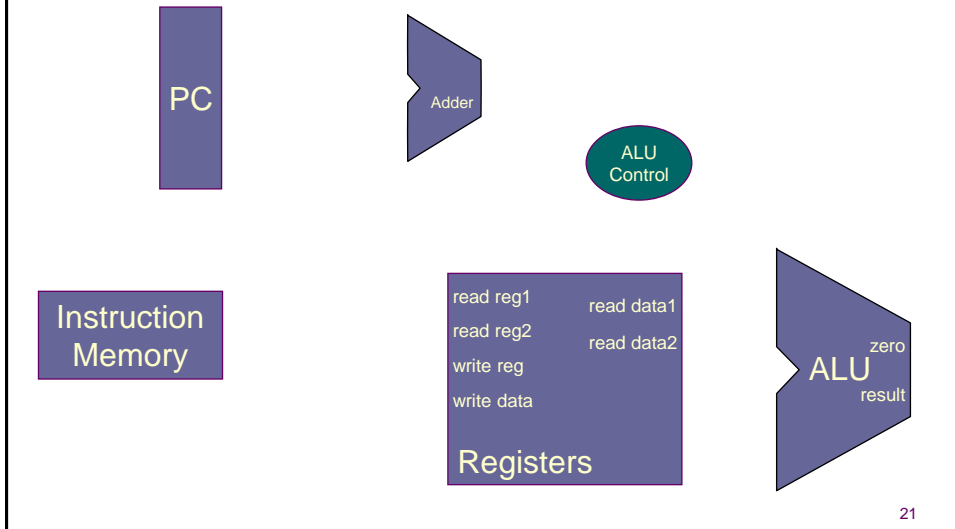 PC
Adder
ALU
Control
Instruction
Memory
read reg1
read reg2
write reg
write data
read data1
read data2
Registers
ALU
zero
result
21